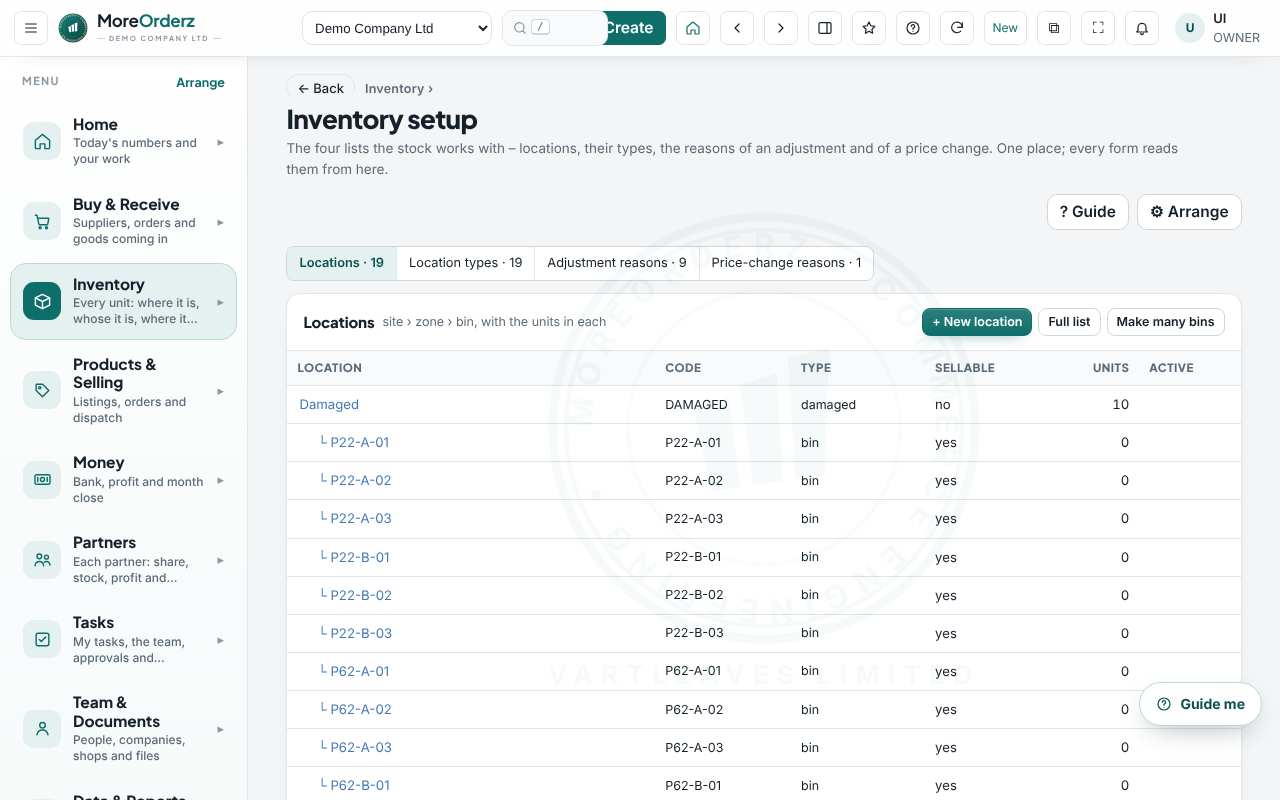 MoreOrderz
— DEMO COMPANY LTD —
Demo Company Ltd
/
Create
New
U
UI
OWNER
MENU
Arrange
Home
Today's numbers and
your work
Buy & Receive
Suppliers, orders and
goods coming in
Inventory
Every unit: where it is,
whose it is, where it...
Products &
Selling
Listings, orders and
dispatch
Money
Bank, profit and month
close
Partners
Each partner: share,
stock, profit and...
Tasks
My tasks, the team,
approvals and...
Team &
Documents
People, companies,
shops and files
Data & Reports
← Back
Inventory ›
Inventory setup
The four lists the stock works with – locations, their types, the reasons of an adjustment and of a price change. One place; every form reads
them from here.
? Guide
⚙ Arrange
Locations · 19
Location types · 19
Adjustment reasons · 9
Price-change reasons · 1
Locations site › zone › bin, with the units in each
+ New location
Full list
Make many bins
LOCATION CODE TYPE SELLABLE UNITS ACTIVE
Damaged DAMAGED damaged no 10
└ P22-A-01 P22-A-01 bin yes 0
└ P22-A-02 P22-A-02 bin yes 0
└ P22-A-03 P22-A-03 bin yes 0
└ P22-B-01 P22-B-01 bin yes 0
└ P22-B-02 P22-B-02 bin yes 0
└ P22-B-03 P22-B-03 bin yes 0
└ P62-A-01 P62-A-01 bin yes 0
└ P62-A-02 P62-A-02 bin yes 0
└ P62-A-03 P62-A-03 bin yes 0
└ P62-B-01 P62-B-01 bin yes 0
Guide me